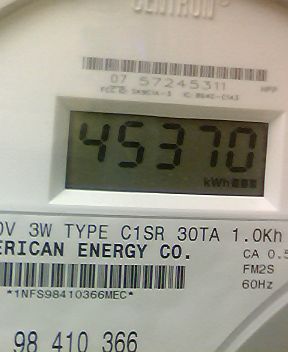 CENTRON
07 57245311
45370
kWh
0V 3W TYPE C1SR 30TA 1.0Kh
ERICAN ENERGY CO.
CA 0.5
FM2S
60Hz
*1NFS98410366MEC*
98 410 366